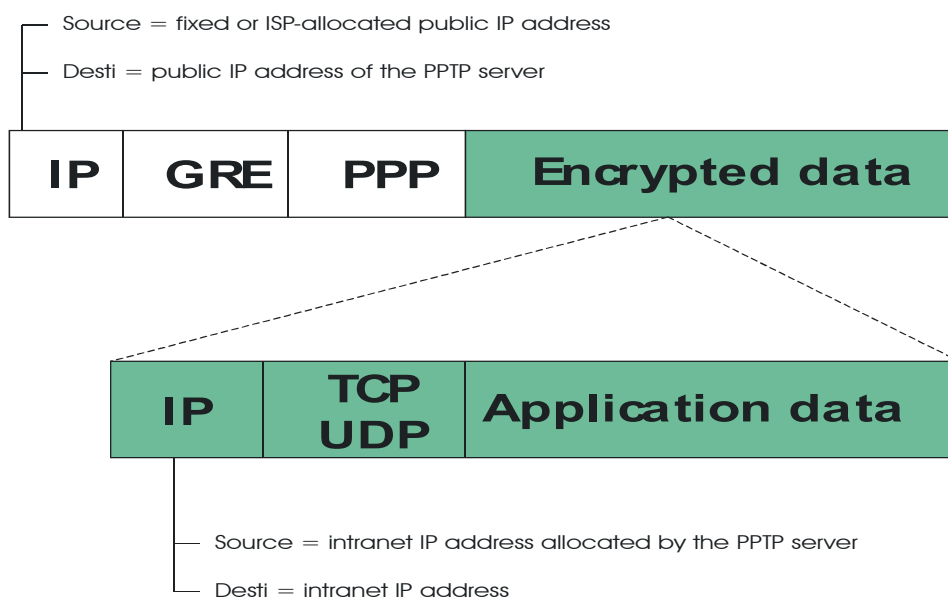 Source = fixed or ISP-allocated public IP address
Desti = public IP address of the PPTP server
IP GRE PPP Encrypted data
IP TCP UDP Application data
Source = intranet IP address allocated by the PPTP server
Desti = intranet IP address